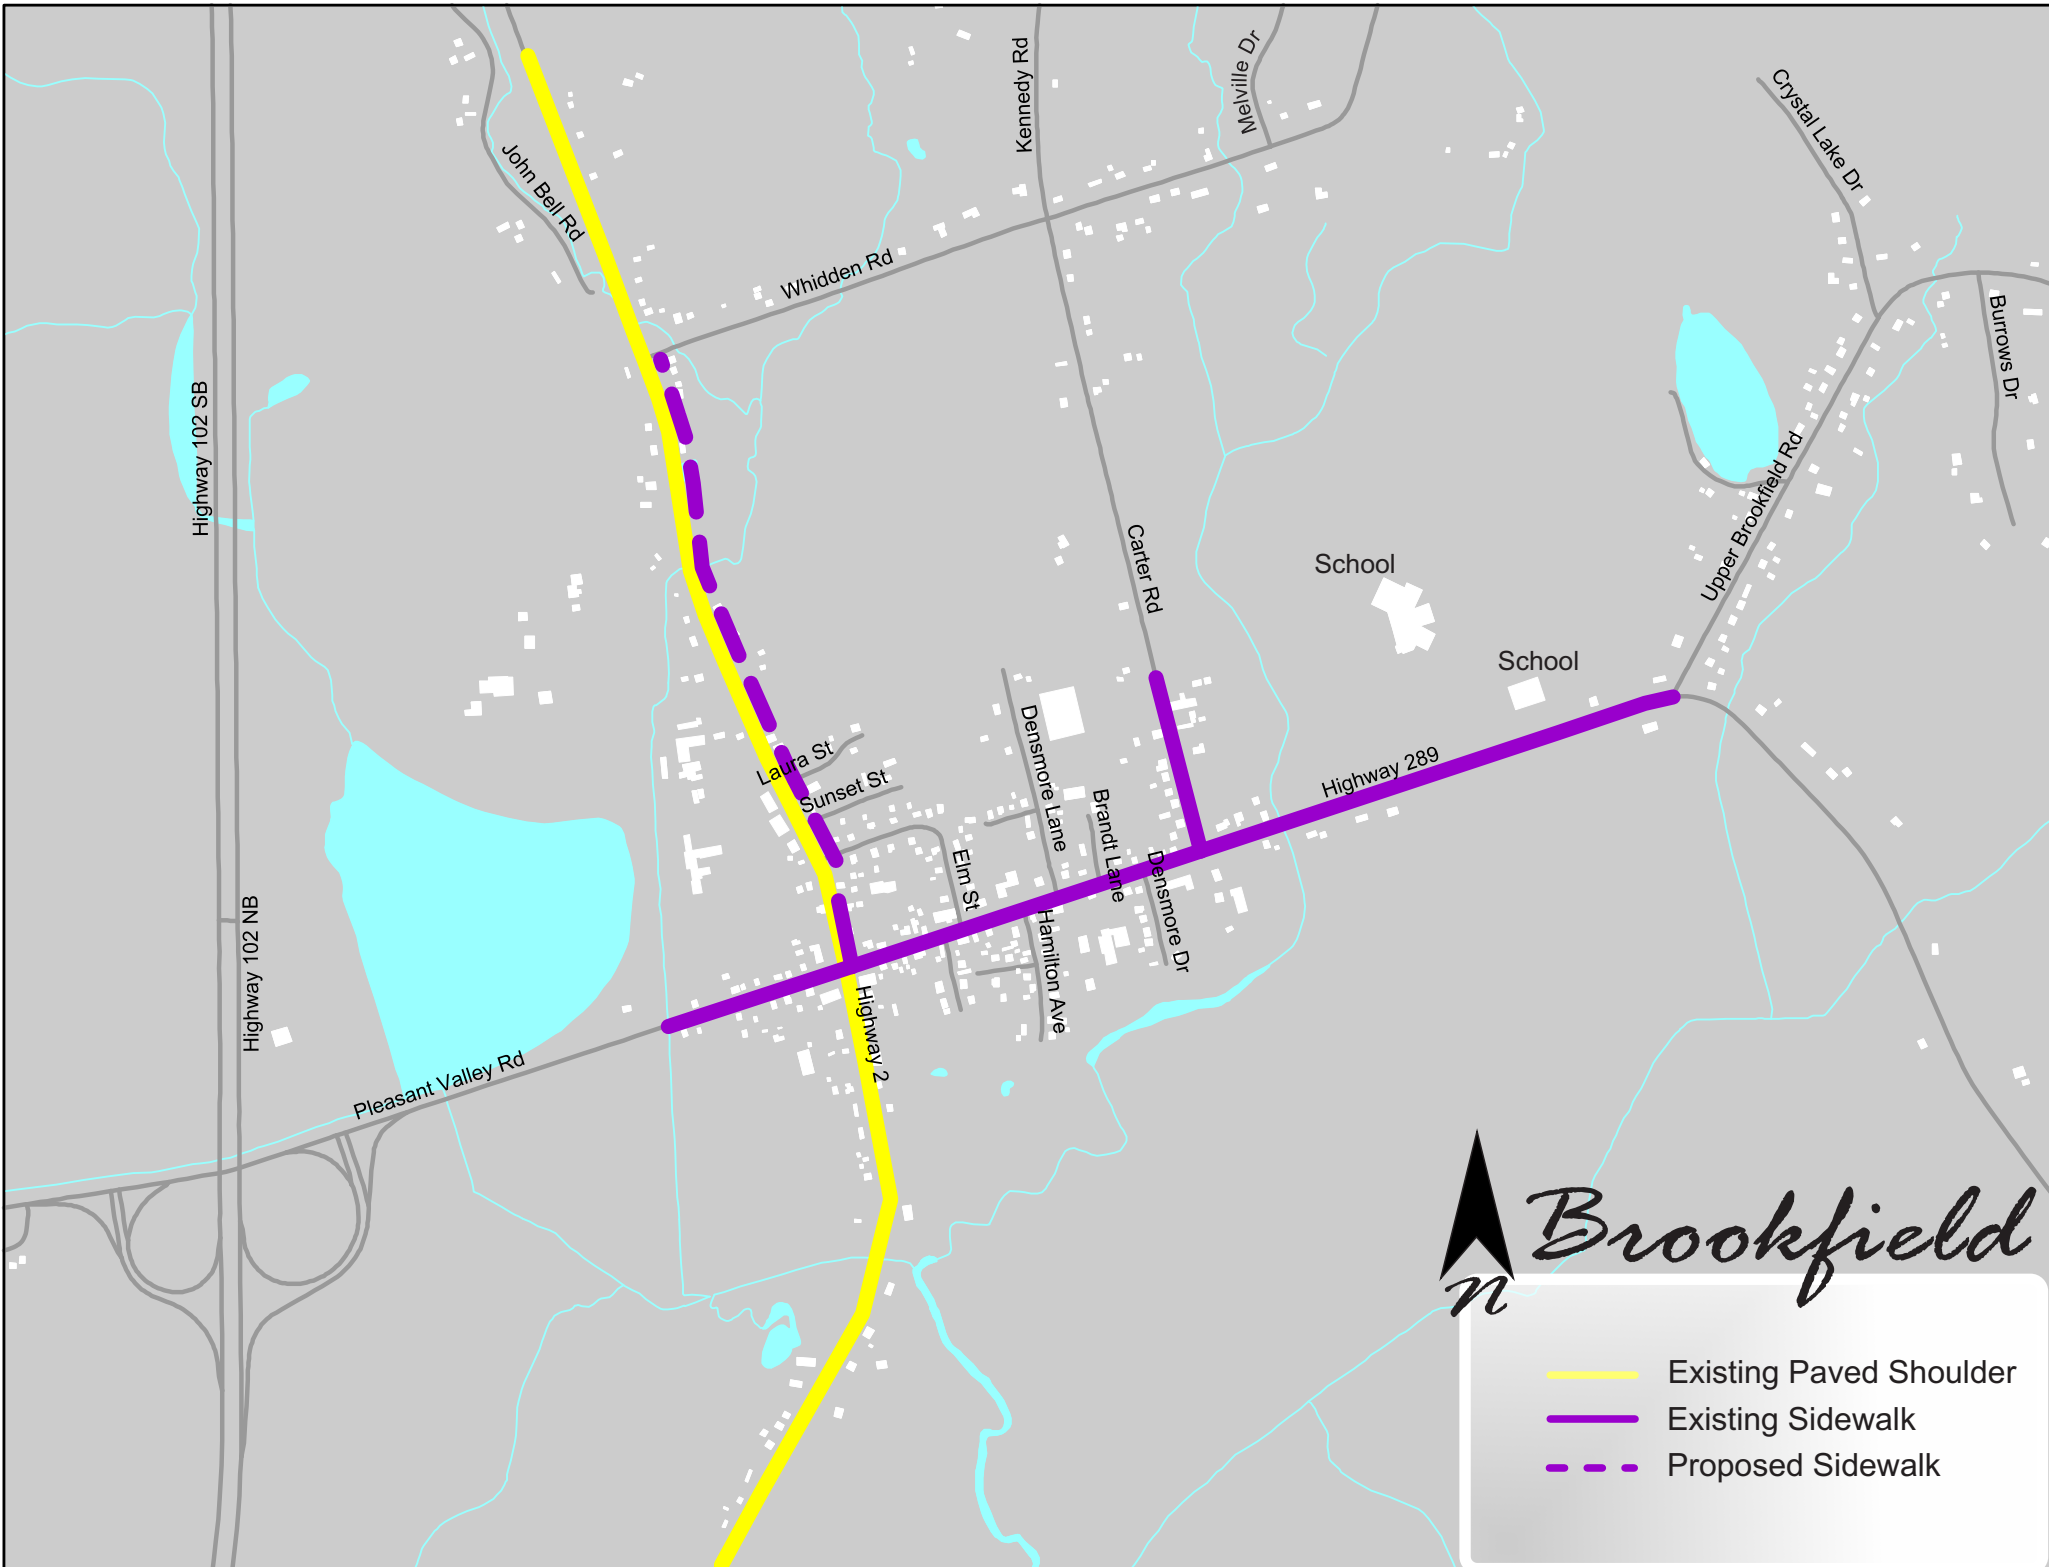 Kennedy Rd
Melville Dr
Crystal Lake Dr
John Bell Rd
Whidden Rd
Burrows Dr
Highway 102 SB
Upper Brookfield Rd
Carter Rd
School
School
Densmore Lane
Laura St
Sunset St
Highway 289
Brandt Lane
Elm St
Densmore Dr
Hamilton Ave
Highway 102 NB
Highway 2
Pleasant Valley Rd
Brookfield
n
Existing Paved Shoulder
Existing Sidewalk
Proposed Sidewalk